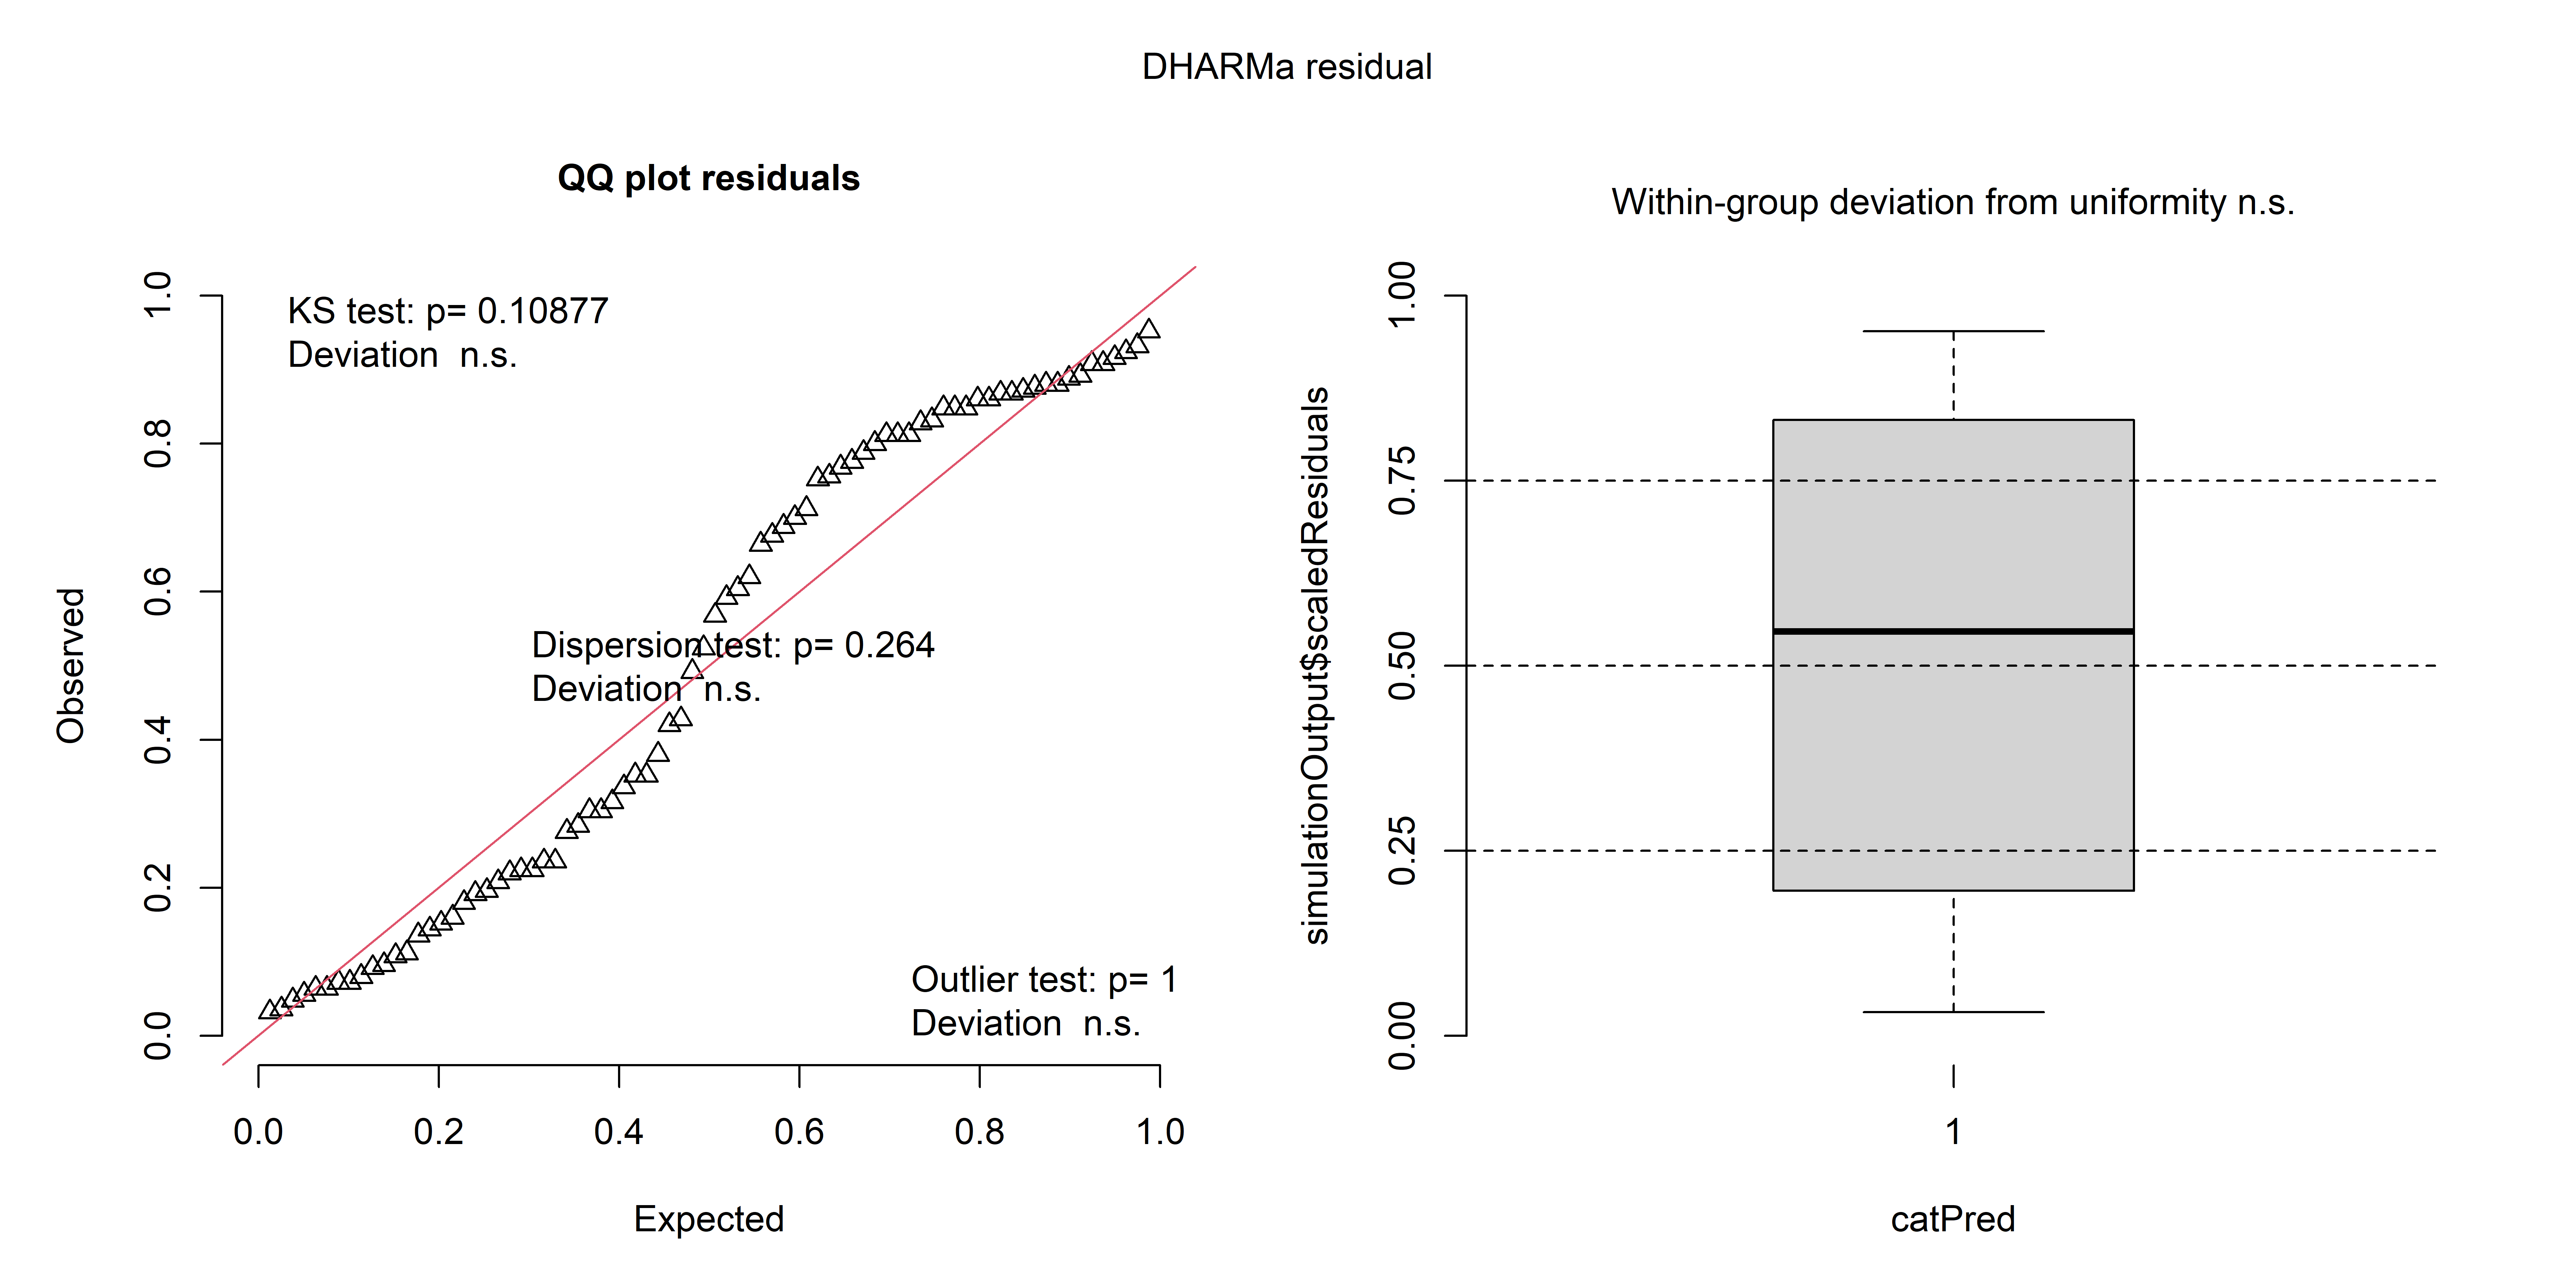 DHARMa residual
QQ plot residuals
KS test: p= 0.10877
Deviation  n.s.
Dispersion test: p= 0.264
Deviation  n.s.
Outlier test: p= 1
Deviation  n.s.
Observed
0.0
0.2
0.4
0.6
0.8
1.0
0.0
0.2
0.4
0.6
0.8
1.0
Expected
Within-group deviation from uniformity n.s.
simulationOutput$scaledResiduals
0.00
0.25
0.50
0.75
1.00
1
catPred